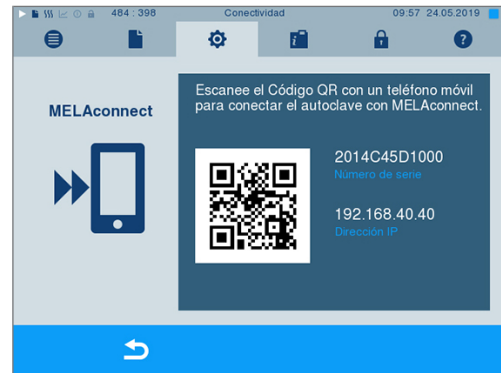 484 : 398 Conectividad 09:57 24.05.2019
MELAconnect
Escanee el Código QR con un teléfono móvil
para conectar el autoclave con MELAconnect.
2014C45D1000
Número de serie
192.168.40.40
Dirección IP